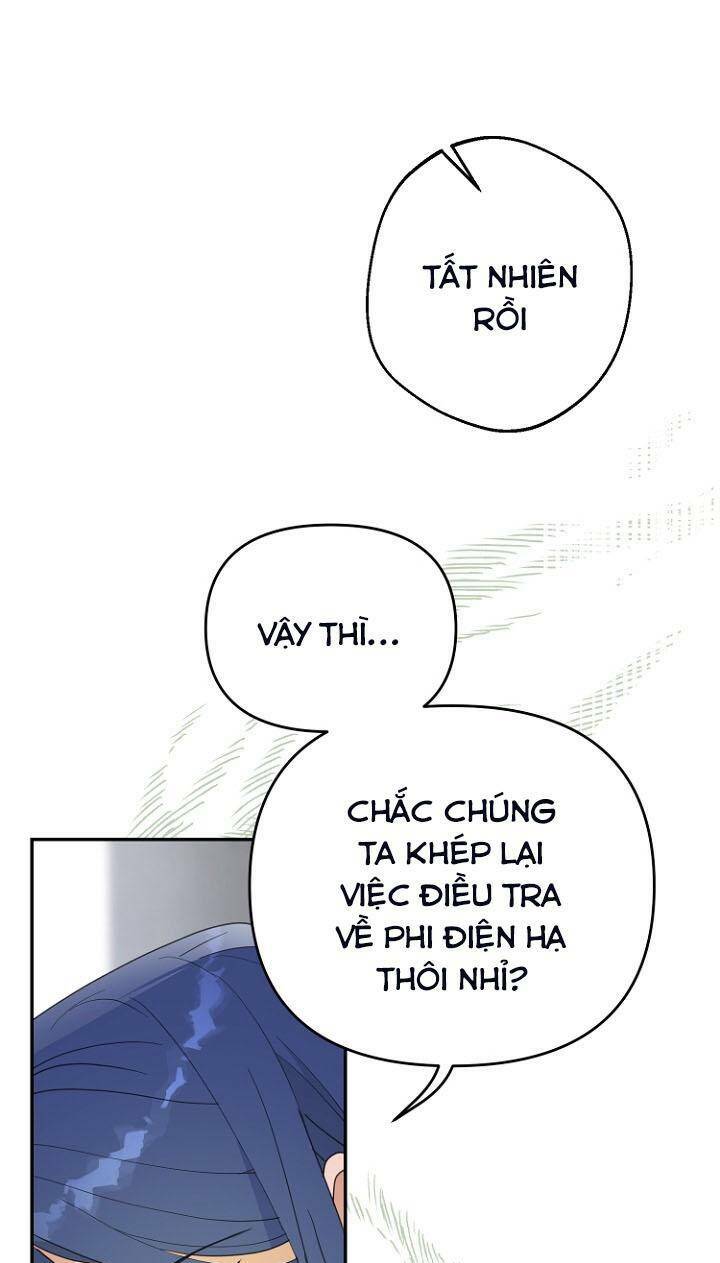 TẤT NHIÊN
RỒI
VẬY THÌ...
CHẮC CHÚNG
TA KHÉP LẠI
VIỆC ĐIỀU TRA
VỀ PHI ĐIỆN HẠ
THÔI NHỈ?